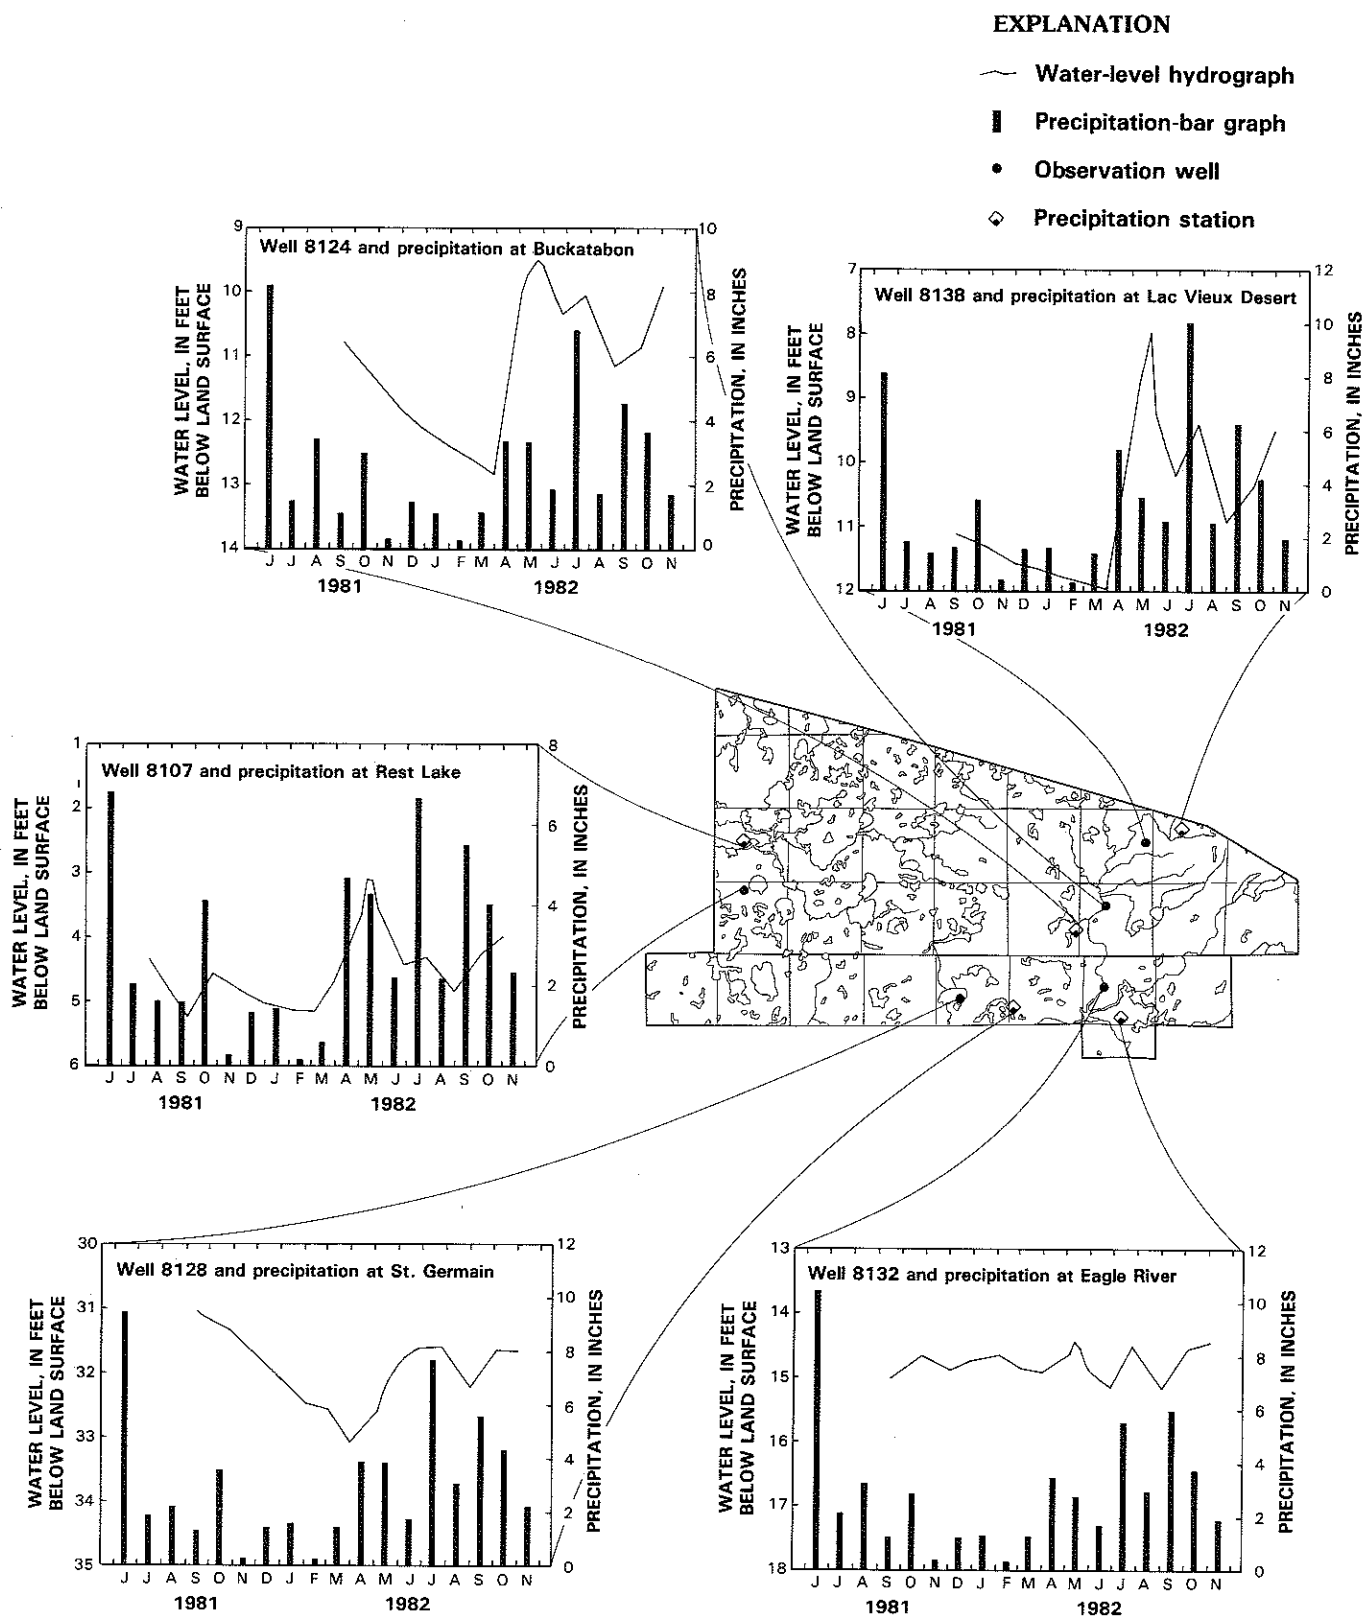 EXPLANATION
Water-level hydrograph
Precipitation-bar graph
Observation well
Precipitation station
Well 8124 and precipitation at Buckatabon
WATER LEVEL, IN FEET
BELOW LAND SURFACE
9
10
11
12
13
14
10
8
6
4
2
0
PRECIPITATION, IN INCHES
J J A S O N D J F M A M J J A S O N
1981 1982
Well 8138 and precipitation at Lac Vieux Desert
WATER LEVEL, IN FEET
BELOW LAND SURFACE
7
8
9
10
11
12
12
10
8
6
4
2
0
PRECIPITATION, IN INCHES
J J A S O N D J F M A M J J A S O N
1981 1982
Well 8107 and precipitation at Rest Lake
WATER LEVEL, IN FEET
BELOW LAND SURFACE
1
2
3
4
5
6
8
6
4
2
0
PRECIPITATION, IN INCHES
J J A S O N D J F M A M J J A S O N
1981 1982
Well 8128 and precipitation at St. Germain
WATER LEVEL, IN FEET
BELOW LAND SURFACE
30
31
32
33
34
35
12
10
8
6
4
2
0
PRECIPITATION, IN INCHES
J J A S O N D J F M A M J J A S O N
1981 1982
Well 8132 and precipitation at Eagle River
WATER LEVEL, IN FEET
BELOW LAND SURFACE
13
14
15
16
17
18
12
10
8
6
4
2
0
PRECIPITATION, IN INCHES
J J A S O N D J F M A M J J A S O N
1981 1982